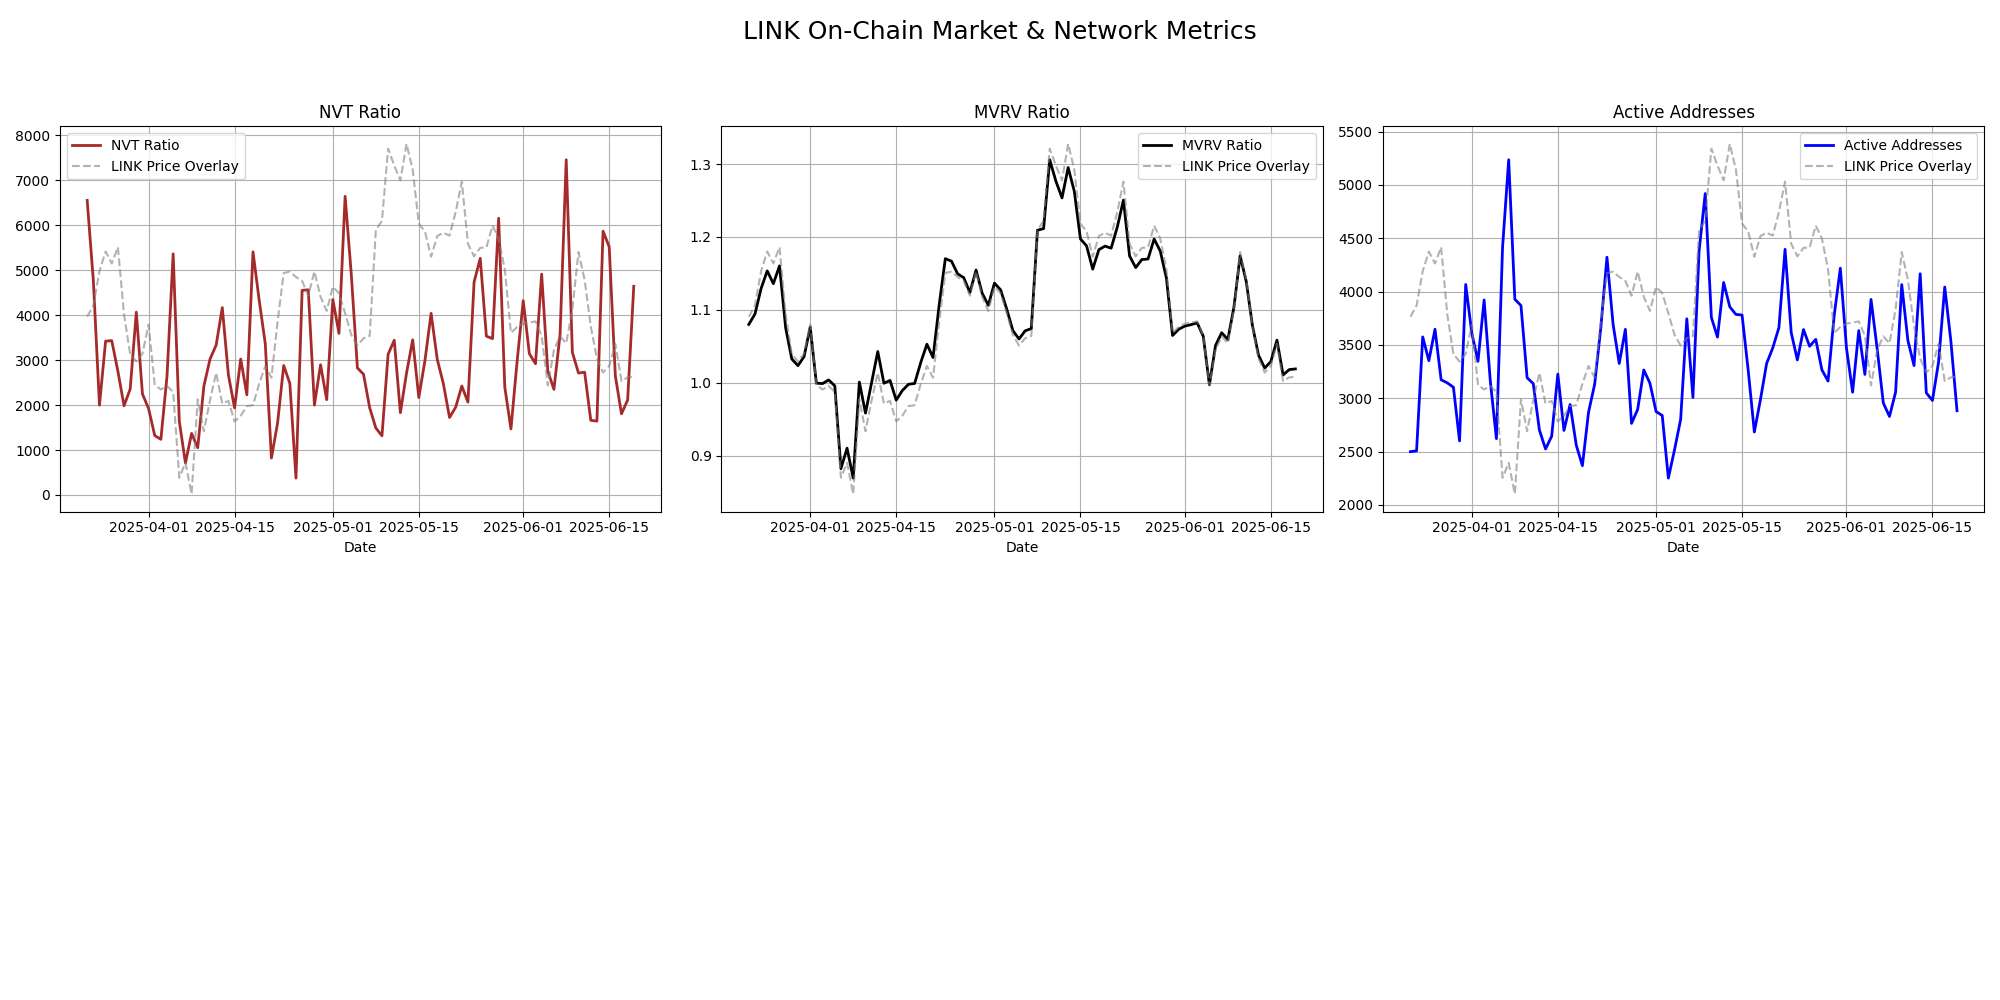 LINK On-Chain Market & Network Metrics
NVT Ratio
8000
7000
6000
5000
4000
3000
2000
1000
0
NVT Ratio
LINK Price Overlay
2025-04-01 2025-04-15 2025-05-01 2025-05-15 2025-06-01 2025-06-15
Date
MVRV Ratio
1.3
1.2
1.1
1.0
0.9
MVRV Ratio
LINK Price Overlay
2025-04-01 2025-04-15 2025-05-01 2025-05-15 2025-06-01 2025-06-15
Date
Active Addresses
5500
5000
4500
4000
3500
3000
2500
2000
Active Addresses
LINK Price Overlay
2025-04-01 2025-04-15 2025-05-01 2025-05-15 2025-06-01 2025-06-15
Date